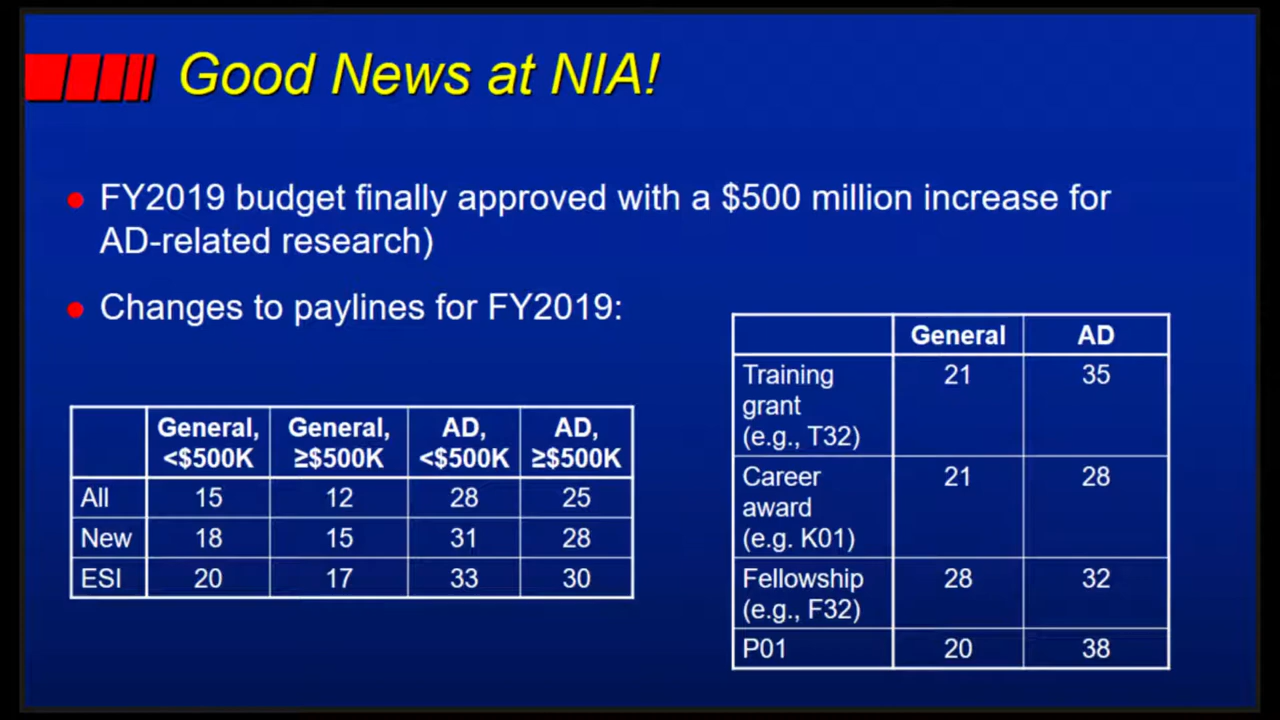 Good News at NIA!
FY2019 budget finally approved with a $500 million increase for
AD-related research)
Changes to paylines for FY2019:
General, <$500K General, ≥$500K AD, <$500K AD, ≥$500K
All 15 12 28 25
New 18 15 31 28
ESI 20 17 33 30
General AD
Training 21 35
grant
(e.g., T32)
Career 21 28
award
(e.g. K01)
Fellowship 28 32
(e.g., F32)
P01 20 38